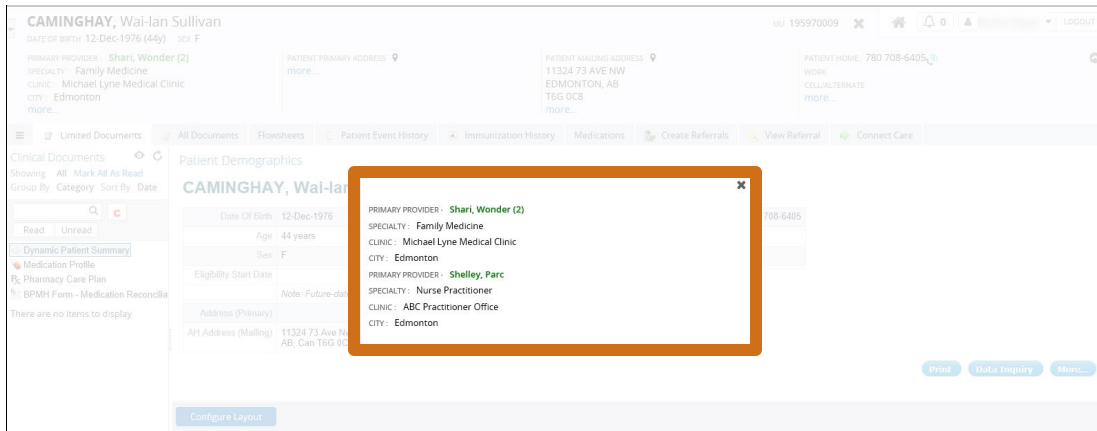 CAMINGHAY, Wai-lan Sullivan
ULI 195970009
0
LOGOUT
DATE OF BIRTH 12-Dec-1976 (44y) SEX F
PRIMARY PROVIDER: Shari, Wonder (2)
SPECIALTY: Family Medicine
CLINIC: Michael Lyne Medical Clinic
CITY: Edmonton
more...
PATIENT PRIMARY ADDRESS
more...
PATIENT MAILING ADDRESS
11324 73 AVE NW
EDMONTON, AB
T6G 0C8
more...
PATIENT HOME 780 708-6405
WORK
CELL/ALTERNATE
more...
Limited Documents All Documents Flowsheets Patient Event History Immunization History Medications Create Referrals View Referral Connect Care
Clinical Documents
Showing All Mark All As Read
Group By Category Sort By Date
C
Read Unread
Dynamic Patient Summary
Medication Profile
Pharmacy Care Plan
BPMH Form - Medication Reconcilia
There are no items to display
Patient Demographics
CAMINGHAY, Wai-lan
Date Of Birth 12-Dec-1976
708-6405
Age 44 years
Sex F
Eligibility Start Date
Note: Future-dat
Address (Primary)
AH Address (Mailing) 11324 73 Ave N
AB, Can T6G 0C
PRIMARY PROVIDER · Shari, Wonder (2)
SPECIALTY : Family Medicine
CLINIC : Michael Lyne Medical Clinic
CITY : Edmonton
PRIMARY PROVIDER · Shelley, Parc
SPECIALTY : Nurse Practitioner
CLINIC : ABC Practitioner Office
CITY : Edmonton
Print Data Inquiry More...
Configure Layout